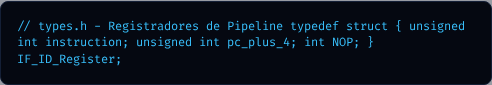 // types.h - Registradores de Pipeline typedef struct { unsigned
int instruction; unsigned int pc_plus_4; int NOP; }
IF_ID_Register;